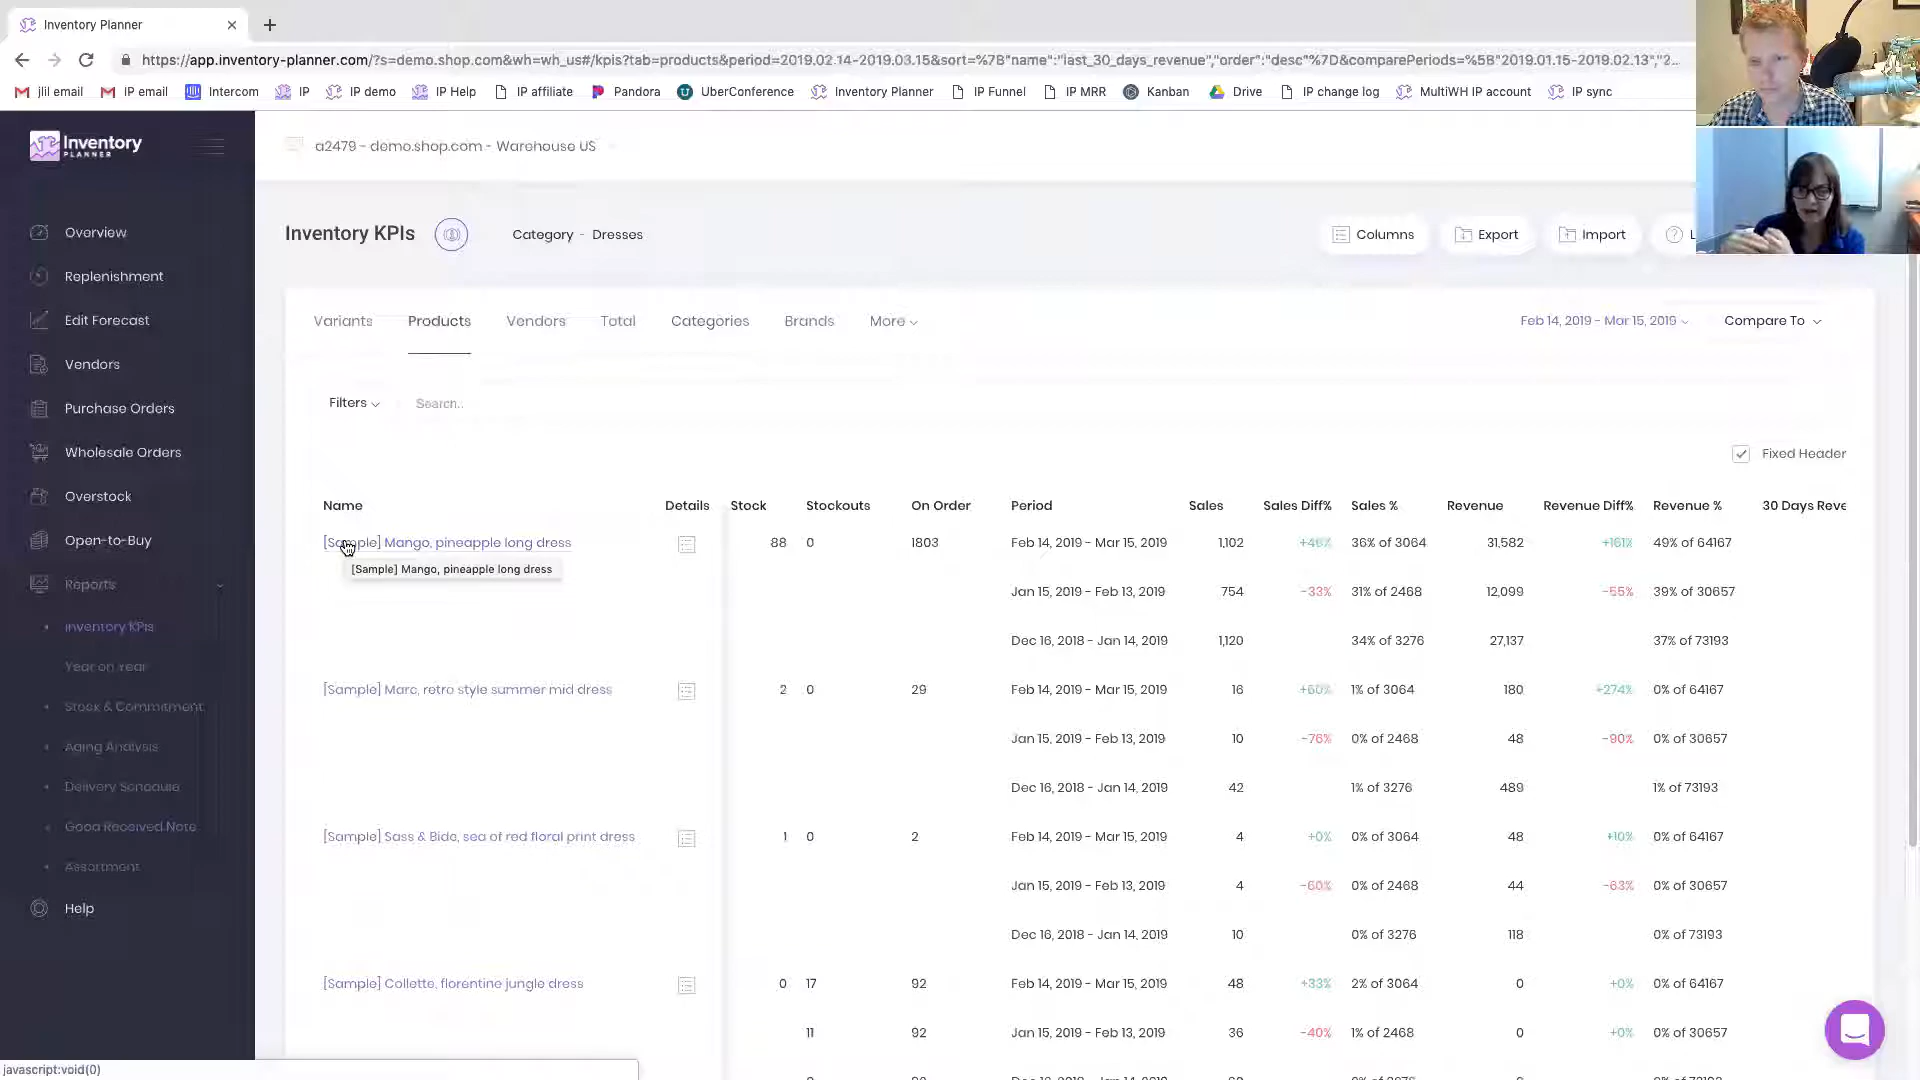 Inventory Planner
https://app.inventory-planner.com/?s=demo.shop.com&wh=wh_us#/kpis?tab=products&period=2019.02.14-2019.03.15&sort=%7B"name":"last_30_days_revenue","order":"desc"%7D&comparePeriods=%5B"2019.01.15-2019.02.13","2...
jlil email
IP email
Intercom
IP
IP demo
IP Help
IP affiliate
Pandora
UberConference
Inventory Planner
IP Funnel
IP MRR
Kanban
Drive
IP change log
MultiWH IP account
IP sync
Inventory
PLANNER
a2479 - demo.shop.com - Warehouse US
Overview
Replenishment
Edit Forecast
Vendors
Purchase Orders
Wholesale Orders
Overstock
Open-to-Buy
Reports
Inventory KPIs
Year on Year
Stock & Commitment
Aging Analysis
Delivery Schedule
Good Received Note
Assortment
Help
Inventory KPIs
Category - Dresses
Columns
Export
Import
L
Variants
Products
Vendors
Total
Categories
Brands
More
Feb 14, 2019 - Mar 15, 2019
Compare To
Filters
Search..
Fixed Header
Name Details Stock Stockouts On Order Period Sales Sales Diff% Sales % Revenue Revenue Diff% Revenue % 30 Days Reve
[Sample] Mango, pineapple long dress 88 0 1803 Feb 14, 2019 - Mar 15, 2019 1,102 +46% 36% of 3064 31,582 +161% 49% of 64167
[Sample] Mango, pineapple long dress
Jan 15, 2019 - Feb 13, 2019 754 -33% 31% of 2468 12,099 -55% 39% of 30657
Dec 16, 2018 - Jan 14, 2019 1,120 34% of 3276 27,137 37% of 73193
[Sample] Marc, retro style summer mid dress 2 0 29 Feb 14, 2019 - Mar 15, 2019 16 +60% 1% of 3064 180 +274% 0% of 64167
Jan 15, 2019 - Feb 13, 2019 10 -76% 0% of 2468 48 -90% 0% of 30657
Dec 16, 2018 - Jan 14, 2019 42 1% of 3276 489 1% of 73193
[Sample] Sass & Bide, sea of red floral print dress 1 0 2 Feb 14, 2019 - Mar 15, 2019 4 +0% 0% of 3064 48 +10% 0% of 64167
Jan 15, 2019 - Feb 13, 2019 4 -60% 0% of 2468 44 -63% 0% of 30657
Dec 16, 2018 - Jan 14, 2019 10 0% of 3276 118 0% of 73193
[Sample] Collette, florentine jungle dress 0 17 92 Feb 14, 2019 - Mar 15, 2019 48 +33% 2% of 3064 0 +0% 0% of 64167
11 92 Jan 15, 2019 - Feb 13, 2019 36 -40% 1% of 2468 0 +0% 0% of 30657
javascript:void(0)